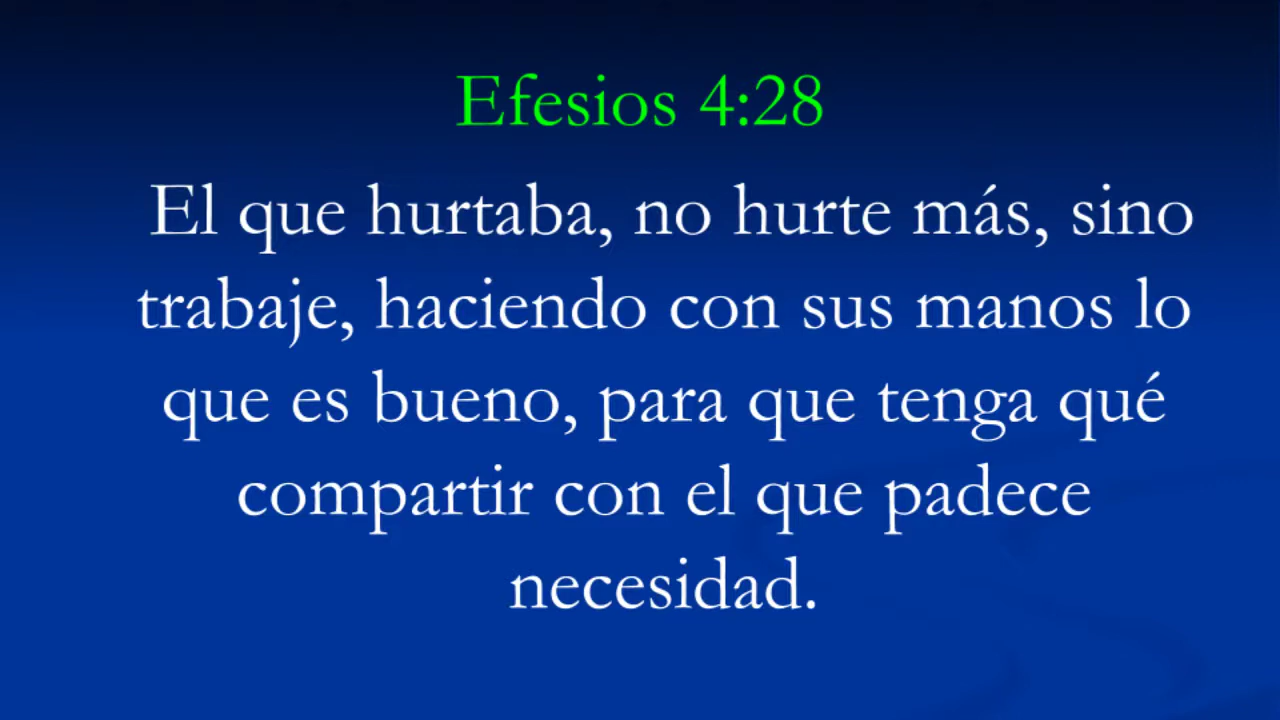 Efesios 4:28
El que hurtaba, no hurte más, sino
trabaje, haciendo con sus manos lo
que es bueno, para que tenga qué
compartir con el que padece
necesidad.